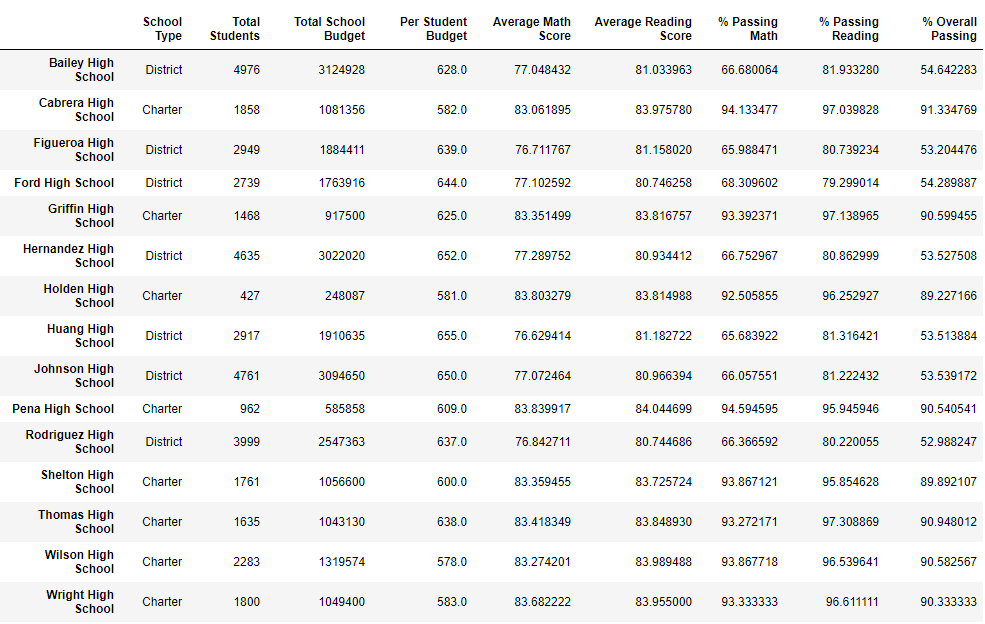 School Type Total Students Total School Budget Per Student Budget Average Math Score Average Reading Score % Passing Math % Passing Reading % Overall Passing
Bailey High School District 4976 3124928 628.0 77.048432 81.033963 66.680064 81.933280 54.642283
Cabrera High School Charter 1858 1081356 582.0 83.061895 83.975780 94.133477 97.039828 91.334769
Figueroa High School District 2949 1884411 639.0 76.711767 81.158020 65.988471 80.739234 53.204476
Ford High School District 2739 1763916 644.0 77.102592 80.746258 68.309602 79.299014 54.289887
Griffin High School Charter 1468 917500 625.0 83.351499 83.816757 93.392371 97.138965 90.599455
Hernandez High School District 4635 3022020 652.0 77.289752 80.934412 66.752967 80.862999 53.527508
Holden High School Charter 427 248087 581.0 83.803279 83.814988 92.505855 96.252927 89.227166
Huang High School District 2917 1910635 655.0 76.629414 81.182722 65.683922 81.316421 53.513884
Johnson High School District 4761 3094650 650.0 77.072464 80.966394 66.057551 81.222432 53.539172
Pena High School Charter 962 585858 609.0 83.839917 84.044699 94.594595 95.945946 90.540541
Rodriguez High School District 3999 2547363 637.0 76.842711 80.744686 66.366592 80.220055 52.988247
Shelton High School Charter 1761 1056600 600.0 83.359455 83.725724 93.867121 95.854628 89.892107
Thomas High School Charter 1635 1043130 638.0 83.418349 83.848930 93.272171 97.308869 90.948012
Wilson High School Charter 2283 1319574 578.0 83.274201 83.989488 93.867718 96.539641 90.582567
Wright High School Charter 1800 1049400 583.0 83.682222 83.955000 93.333333 96.611111 90.333333